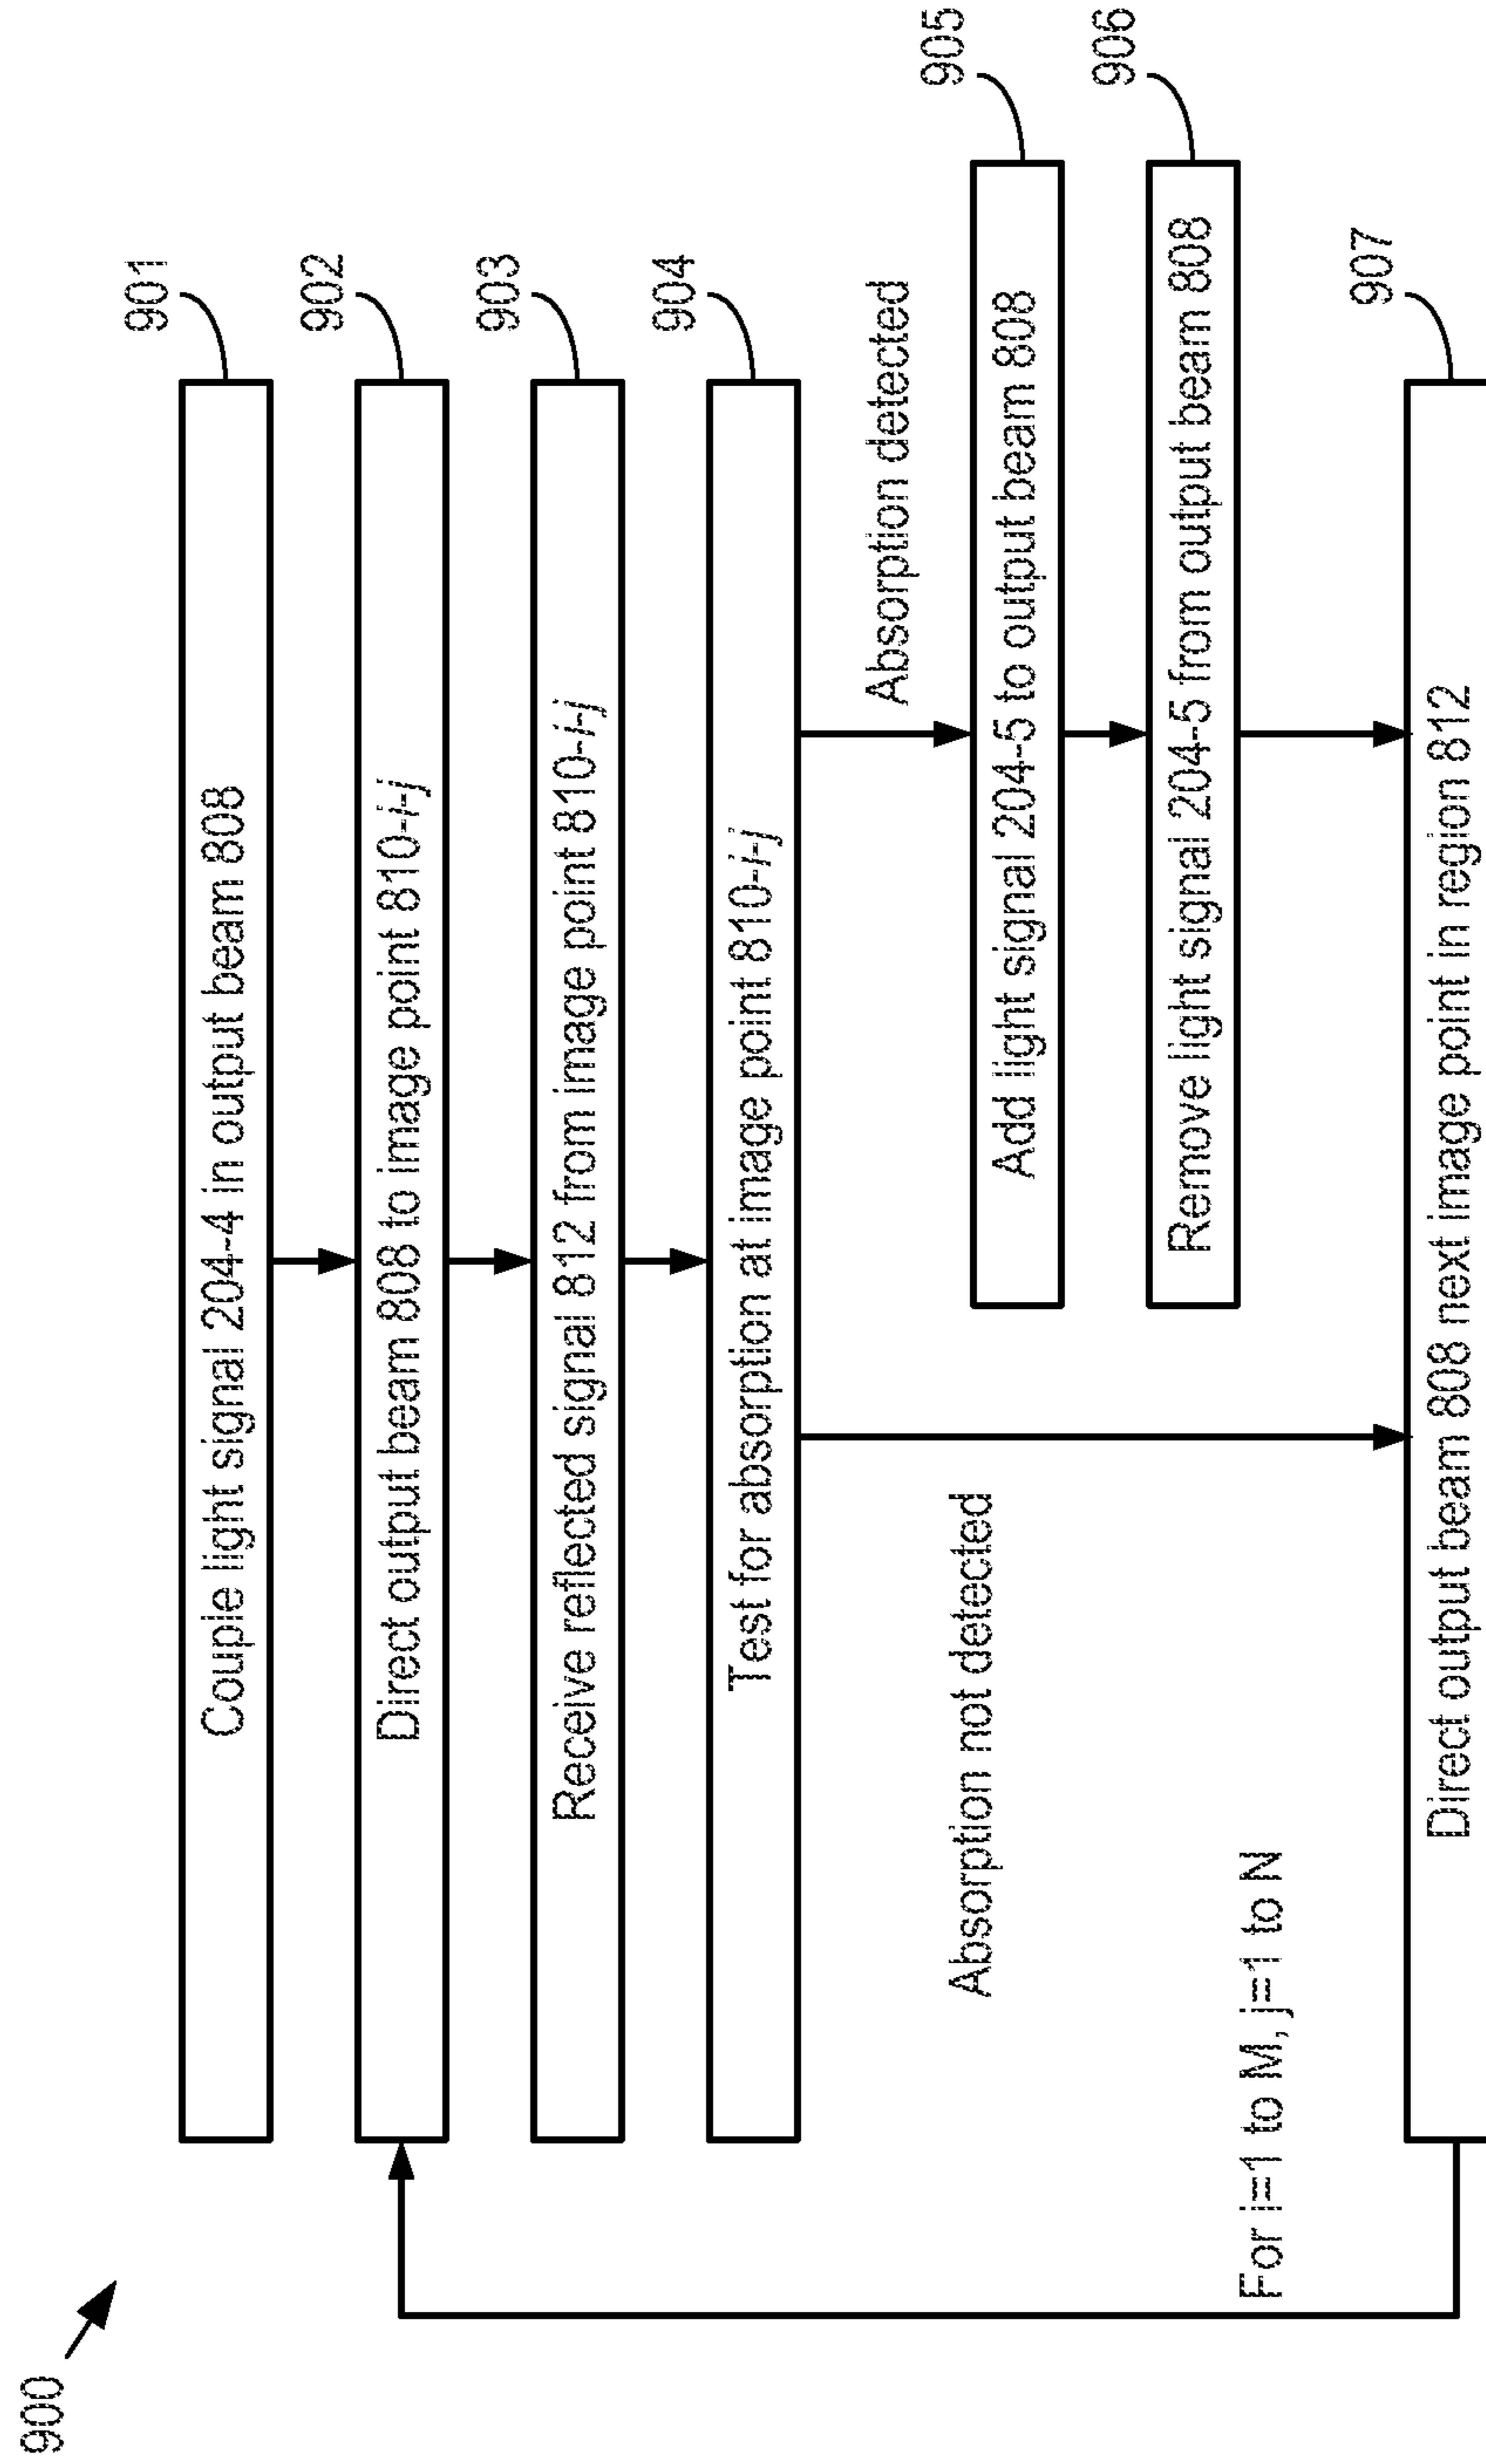 900
901
Couple light signal 204-4 in output beam 808
902
Direct output beam 808 to image point 810-i-j
903
Receive reflected signal 812 from image point 810-i-j
904
Test for absorption at image point 810-i-j
Absorption detected
Absorption not detected
905
Add light signal 204-5 to output beam 808
906
Remove light signal 204-5 from output beam 808
For i=1 to M, j=1 to N
907
Direct output beam 808 next image point in region 812